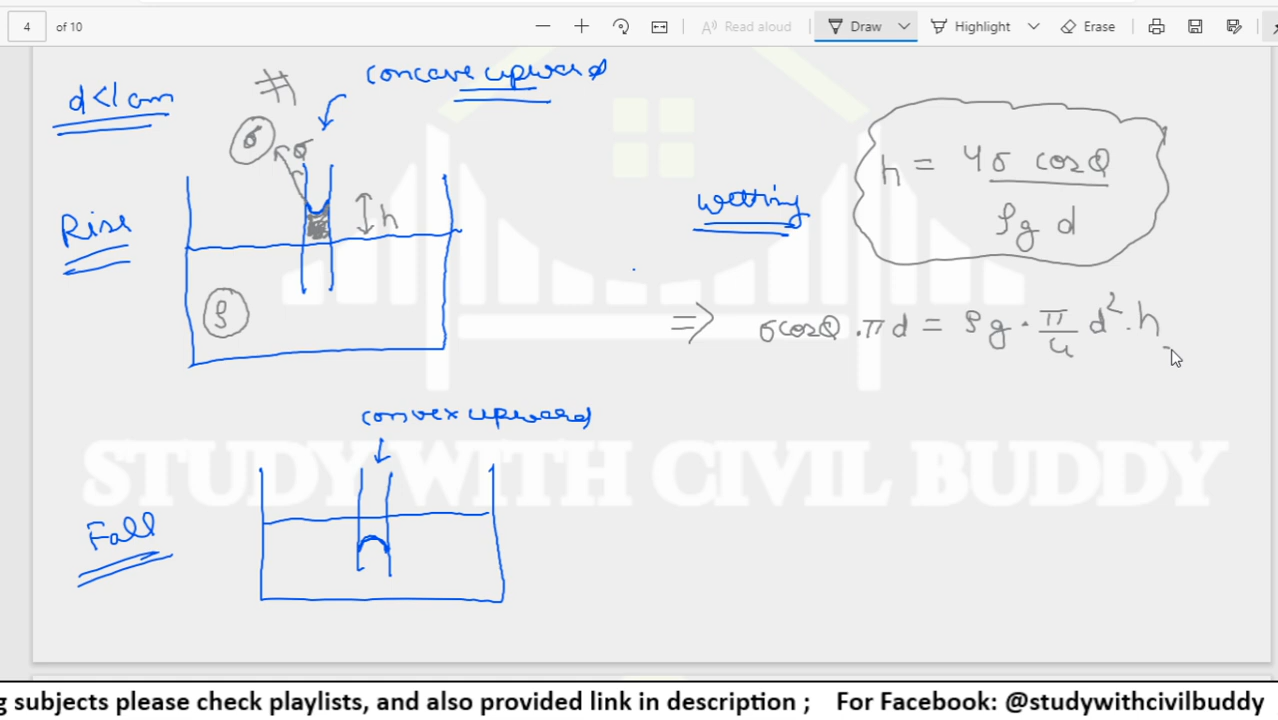 4 of 10
Read aloud
Draw
Highlight
Erase
d<1 cm
#
concave upward
σ
θ
Rise
h
ρ
wetting
h = 4σ cosθ / ρg d
⇒ σcosθ . πd = ρg · π/4 d² . h
convex upward
STUDY WITH CIVIL BUDDY
Fall
g subjects please check playlists, and also provided link in description ; For Facebook: @studywithcivilbuddy